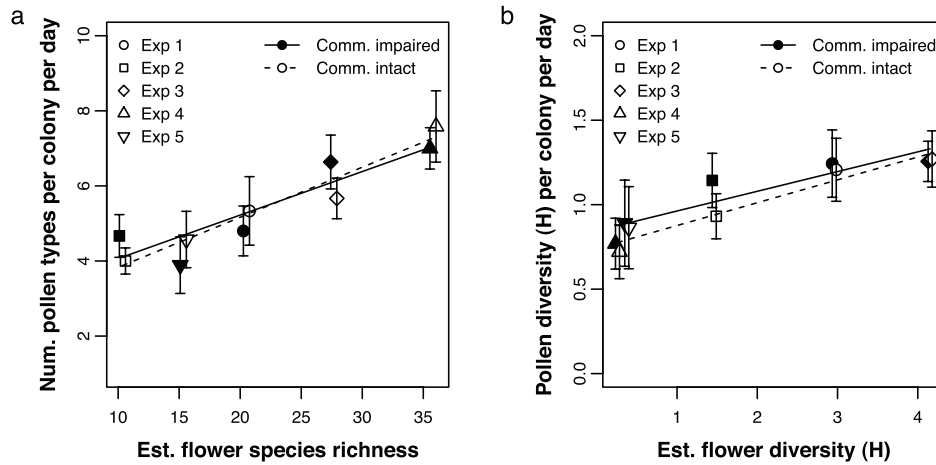 a
Num. pollen types per colony per day
10
8
6
4
2
Exp 1
Exp 2
Exp 3
Exp 4
Exp 5
Comm. impaired
Comm. intact
10 15 20 25 30 35
Est. flower species richness
b
Pollen diversity (H) per colony per day
2.0
1.5
1.0
0.5
0.0
Exp 1
Exp 2
Exp 3
Exp 4
Exp 5
Comm. impaired
Comm. intact
1 2 3 4
Est. flower diversity (H)